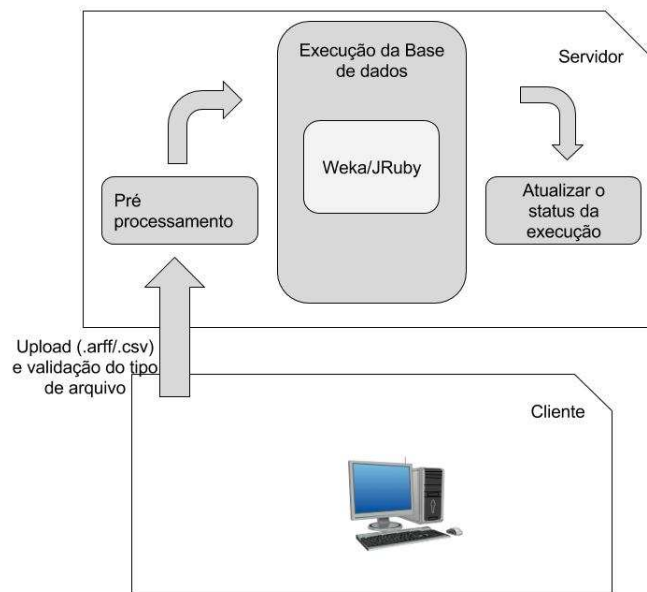 Execução da Base
de dados
Servidor
Weka/JRuby
Pré
processamento
Atualizar o
status da
execução
Upload (.arff/.csv)
e validação do tipo
de arquivo
Cliente